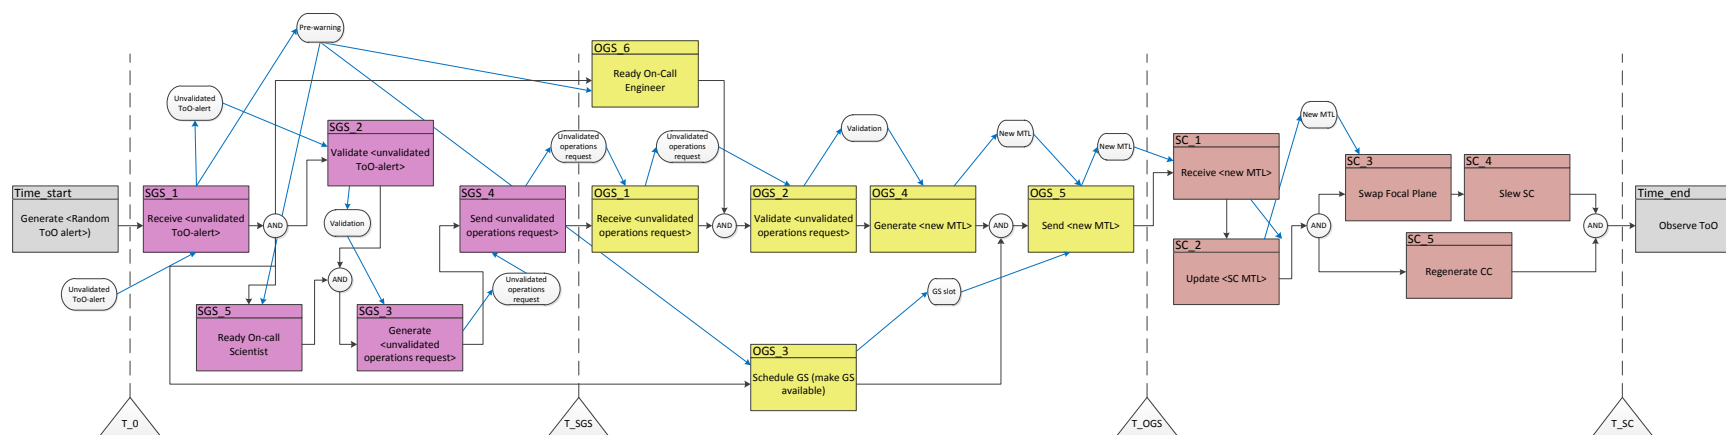 Pre-warning
OGS_6
Ready On-Call
Engineer
Unvalidated
ToO-alert
SGS_2
Validate <unvalidated
ToO-alert>
Unvalidated
operations
request
Unvalidated
operations
request
Validation
New MTL
New MTL
New MTL
SC_1
Receive <new MTL>
SC_3
Swap Focal Plane
SC_4
Slew SC
Time_start
Generate <Random
ToO alert>)
SGS_1
Receive <unvalidated
ToO-alert>
AND
Validation
SGS_4
Send <unvalidated
operations request>
OGS_1
Receive <unvalidated
operations request>
AND
OGS_2
Validate <unvalidated
operations request>
OGS_4
Generate <new MTL>
AND
OGS_5
Send <new MTL>
AND
AND
Time_end
Observe ToO
SC_2
Update <SC MTL>
SC_5
Regenerate CC
Unvalidated
ToO-alert
AND
Unvalidated
operations
request
GS slot
SGS_5
Ready On-call
Scientist
SGS_3
Generate
<unvalidated
operations request>
OGS_3
Schedule GS (make GS
available)
T_0
T_SGS
T_OGS
T_SC